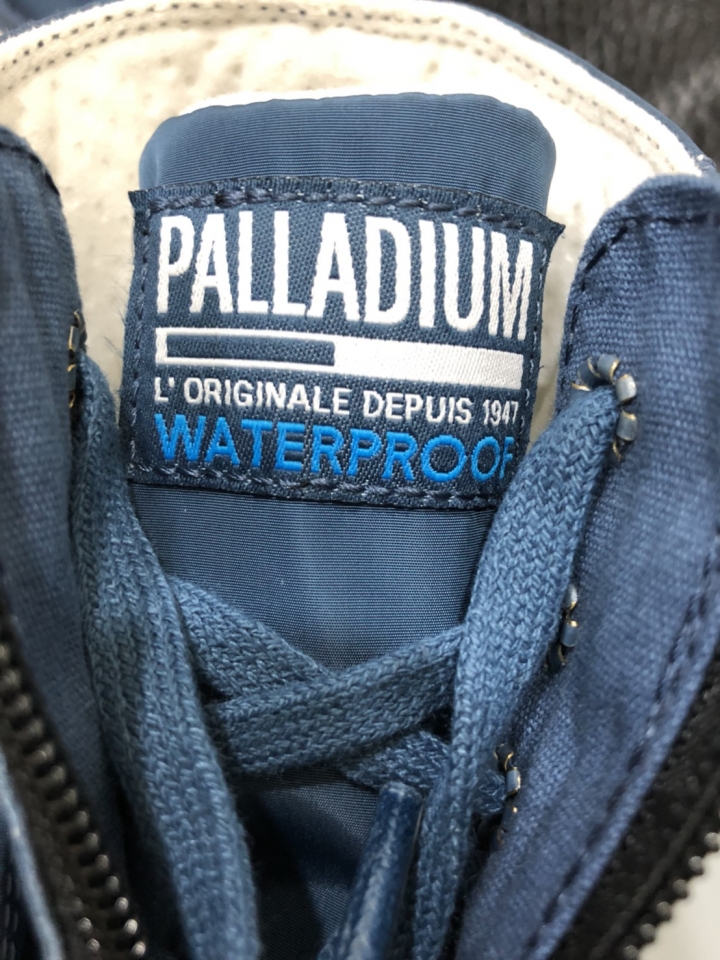 PALLADIUM
L' ORIGINALE DEPUIS 1947
WATERPROOF